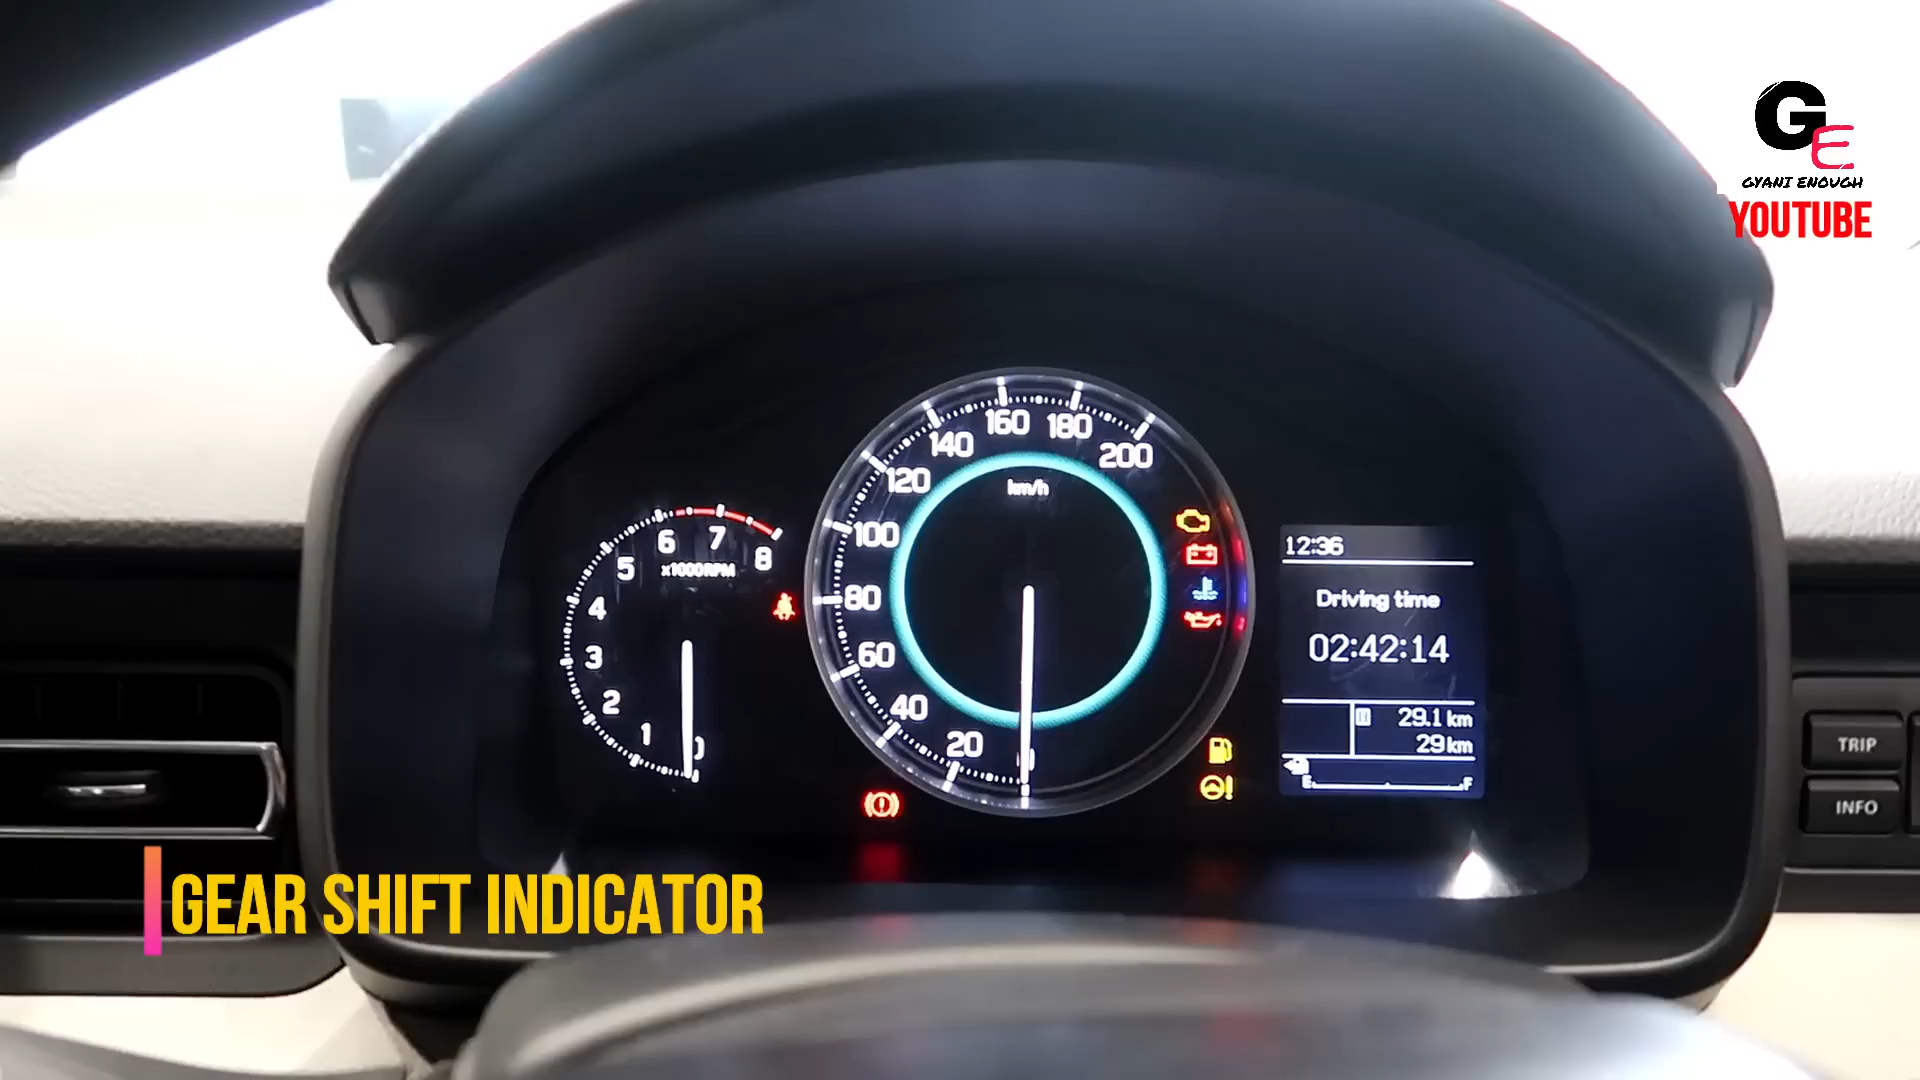 G
E
GYANI ENOUGH
YOUTUBE
160
180
140
200
120
km/h
100
6
7
8
5
x1000RPM
80
4
60
3
40
2
20
1
12:36
Driving time
02:42:14
29.1 km
29 km
E
F
TRIP
INFO
GEAR SHIFT INDICATOR